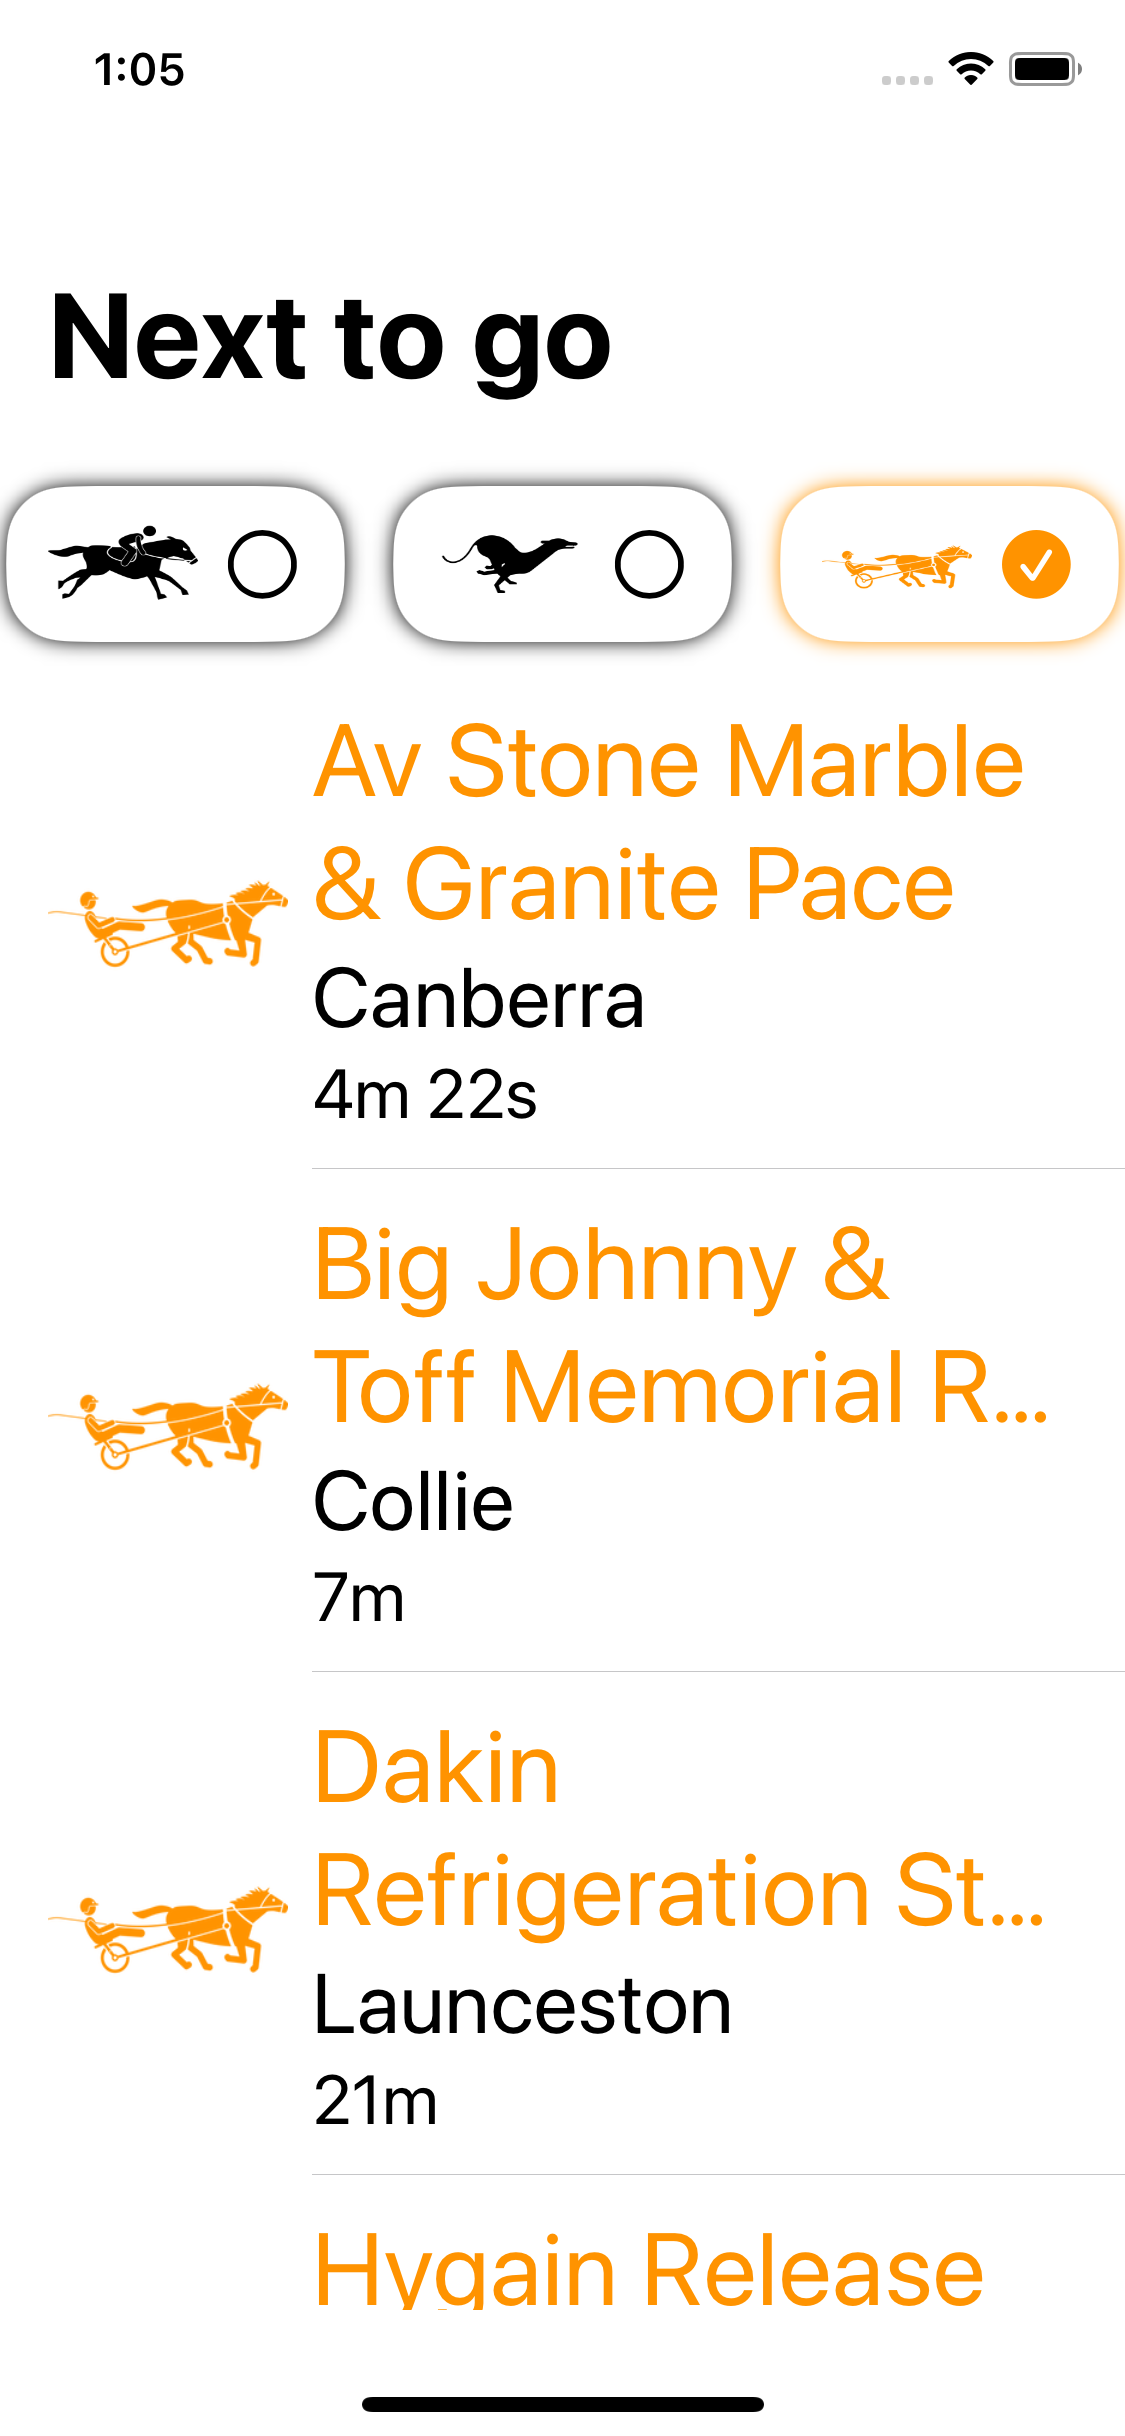 1:05
Next to go
Av Stone Marble
& Granite Pace
Canberra
4m 22s
Big Johnny &
Toff Memorial R...
Collie
7m
Dakin
Refrigeration St...
Launceston
21m
Hygain Release